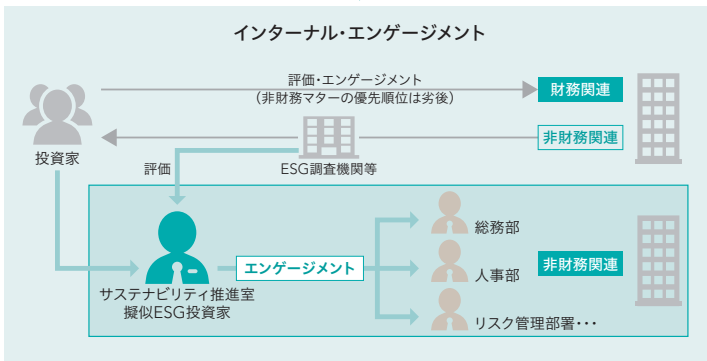 インターナル・エンゲージメント
評価・エンゲージメント
(非財務マターの優先順位は劣後)
財務関連
非財務関連
投資家
評価
ESG調査機関等
エンゲージメント
総務部
人事部
非財務関連
サステナビリティ推進室
擬似ESG投資家
リスク管理部署・・・